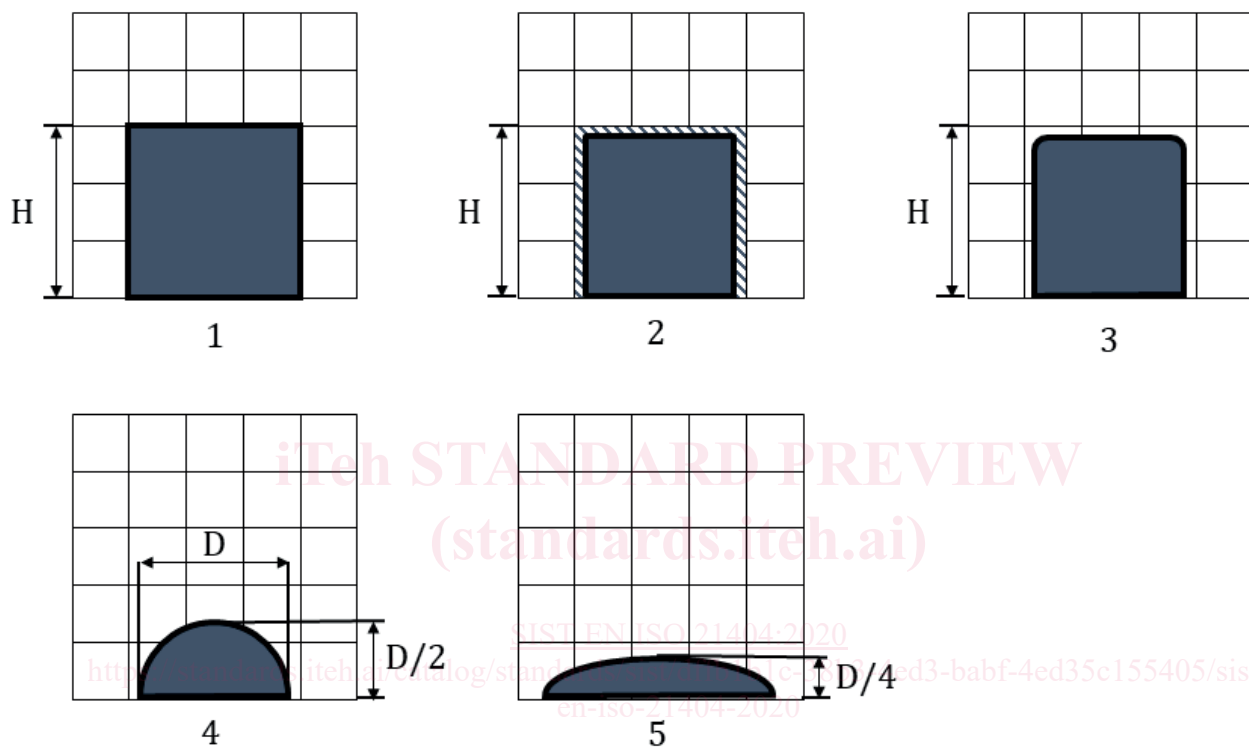 H
H
H
1
2
3
iTeh STANDARD PREVIEW
(standards.iteh.ai)
D
D/2
SIST EN ISO 21404:2020
D/4
en-iso-21404-2020
4
5